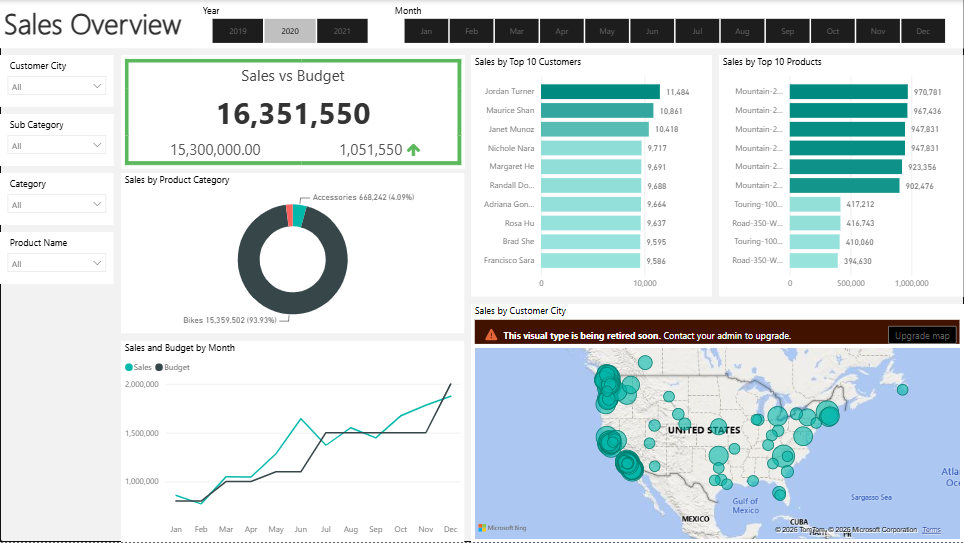 Sales Overview
Year
2019
2020
2021
Month
Jan
Feb
Mar
Apr
May
Jun
Jul
Aug
Sep
Oct
Nov
Dec
Customer City
All
Sub Category
All
Category
All
Product Name
All
Sales vs Budget
16,351,550
15,300,000.00
1,051,550
Sales by Product Category
Accessories 668,242 (4.09%)
Bikes 15,359,502 (93.93%)
Sales and Budget by Month
Sales
Budget
2,000,000
1,500,000
1,000,000
Jan
Feb
Mar
Apr
May
Jun
Jul
Aug
Sep
Oct
Nov
Dec
Sales by Top 10 Customers
Jordan Turner 11,484
Maurice Shan 10,861
Janet Munoz 10,418
Nichole Nara 9,717
Margaret He 9,691
Randall Do... 9,688
Adriana Gon... 9,664
Rosa Hu 9,637
Brad She 9,595
Francisco Sara 9,586
0
10,000
Sales by Top 10 Products
Mountain-2... 970,781
Mountain-2... 967,436
Mountain-2... 947,831
Mountain-2... 947,831
Mountain-2... 923,356
Mountain-2... 902,476
Touring-100... 417,212
Road-350-W... 416,743
Touring-100... 410,060
Road-350-W... 394,630
0
500,000
1,000,000
Sales by Customer City
This visual type is being retired soon. Contact your admin to upgrade.
Upgrade map
UNITED STATES
Atla
Oce
Sargasso Sea
Gulf of
Mexico
MEXICO
CUBA
HAITI
PR
Microsoft Bing
© 2026 TomTom, © 2026 Microsoft Corporation
Terms